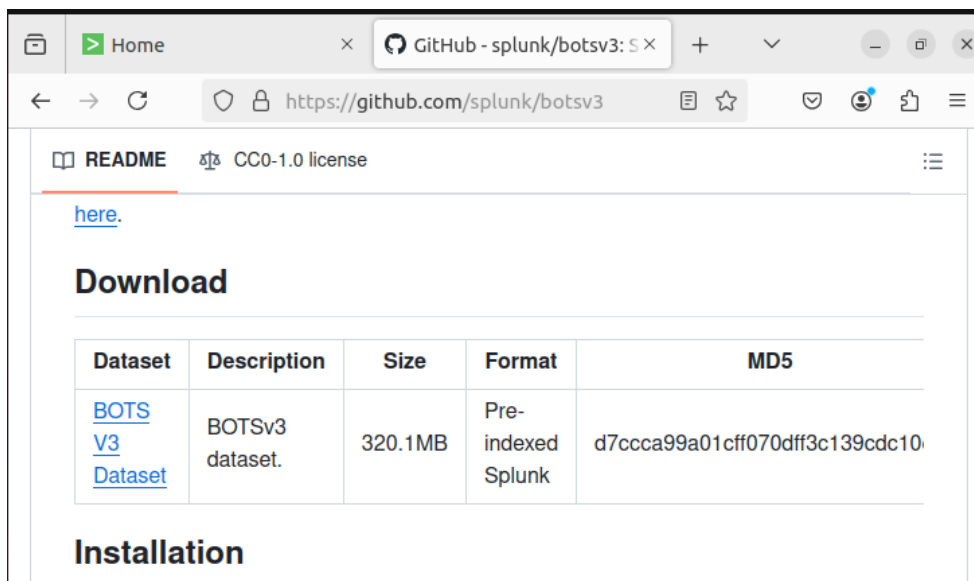 Home
GitHub - splunk/botsv3: S
https://github.com/splunk/botsv3
README CC0-1.0 license
here.
Download
Dataset Description Size Format MD5
BOTS V3 Dataset
BOTSv3 dataset.
320.1MB
Pre-indexed Splunk
d7ccca99a01cff070dff3c139cdc10
Installation